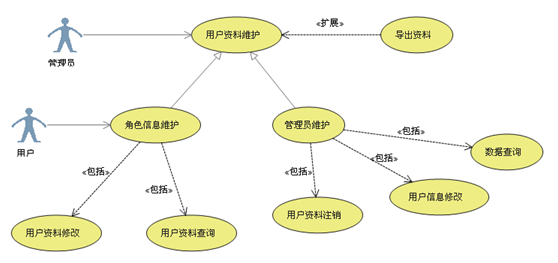 用户资料维护
«扩展»
导出资料
管理员
角色信息维护
管理员维护
用户
«包括»
«包括»
«包括»
«包括»
«包括»
数据查询
用户信息修改
用户资料注销
用户资料修改
用户资料查询